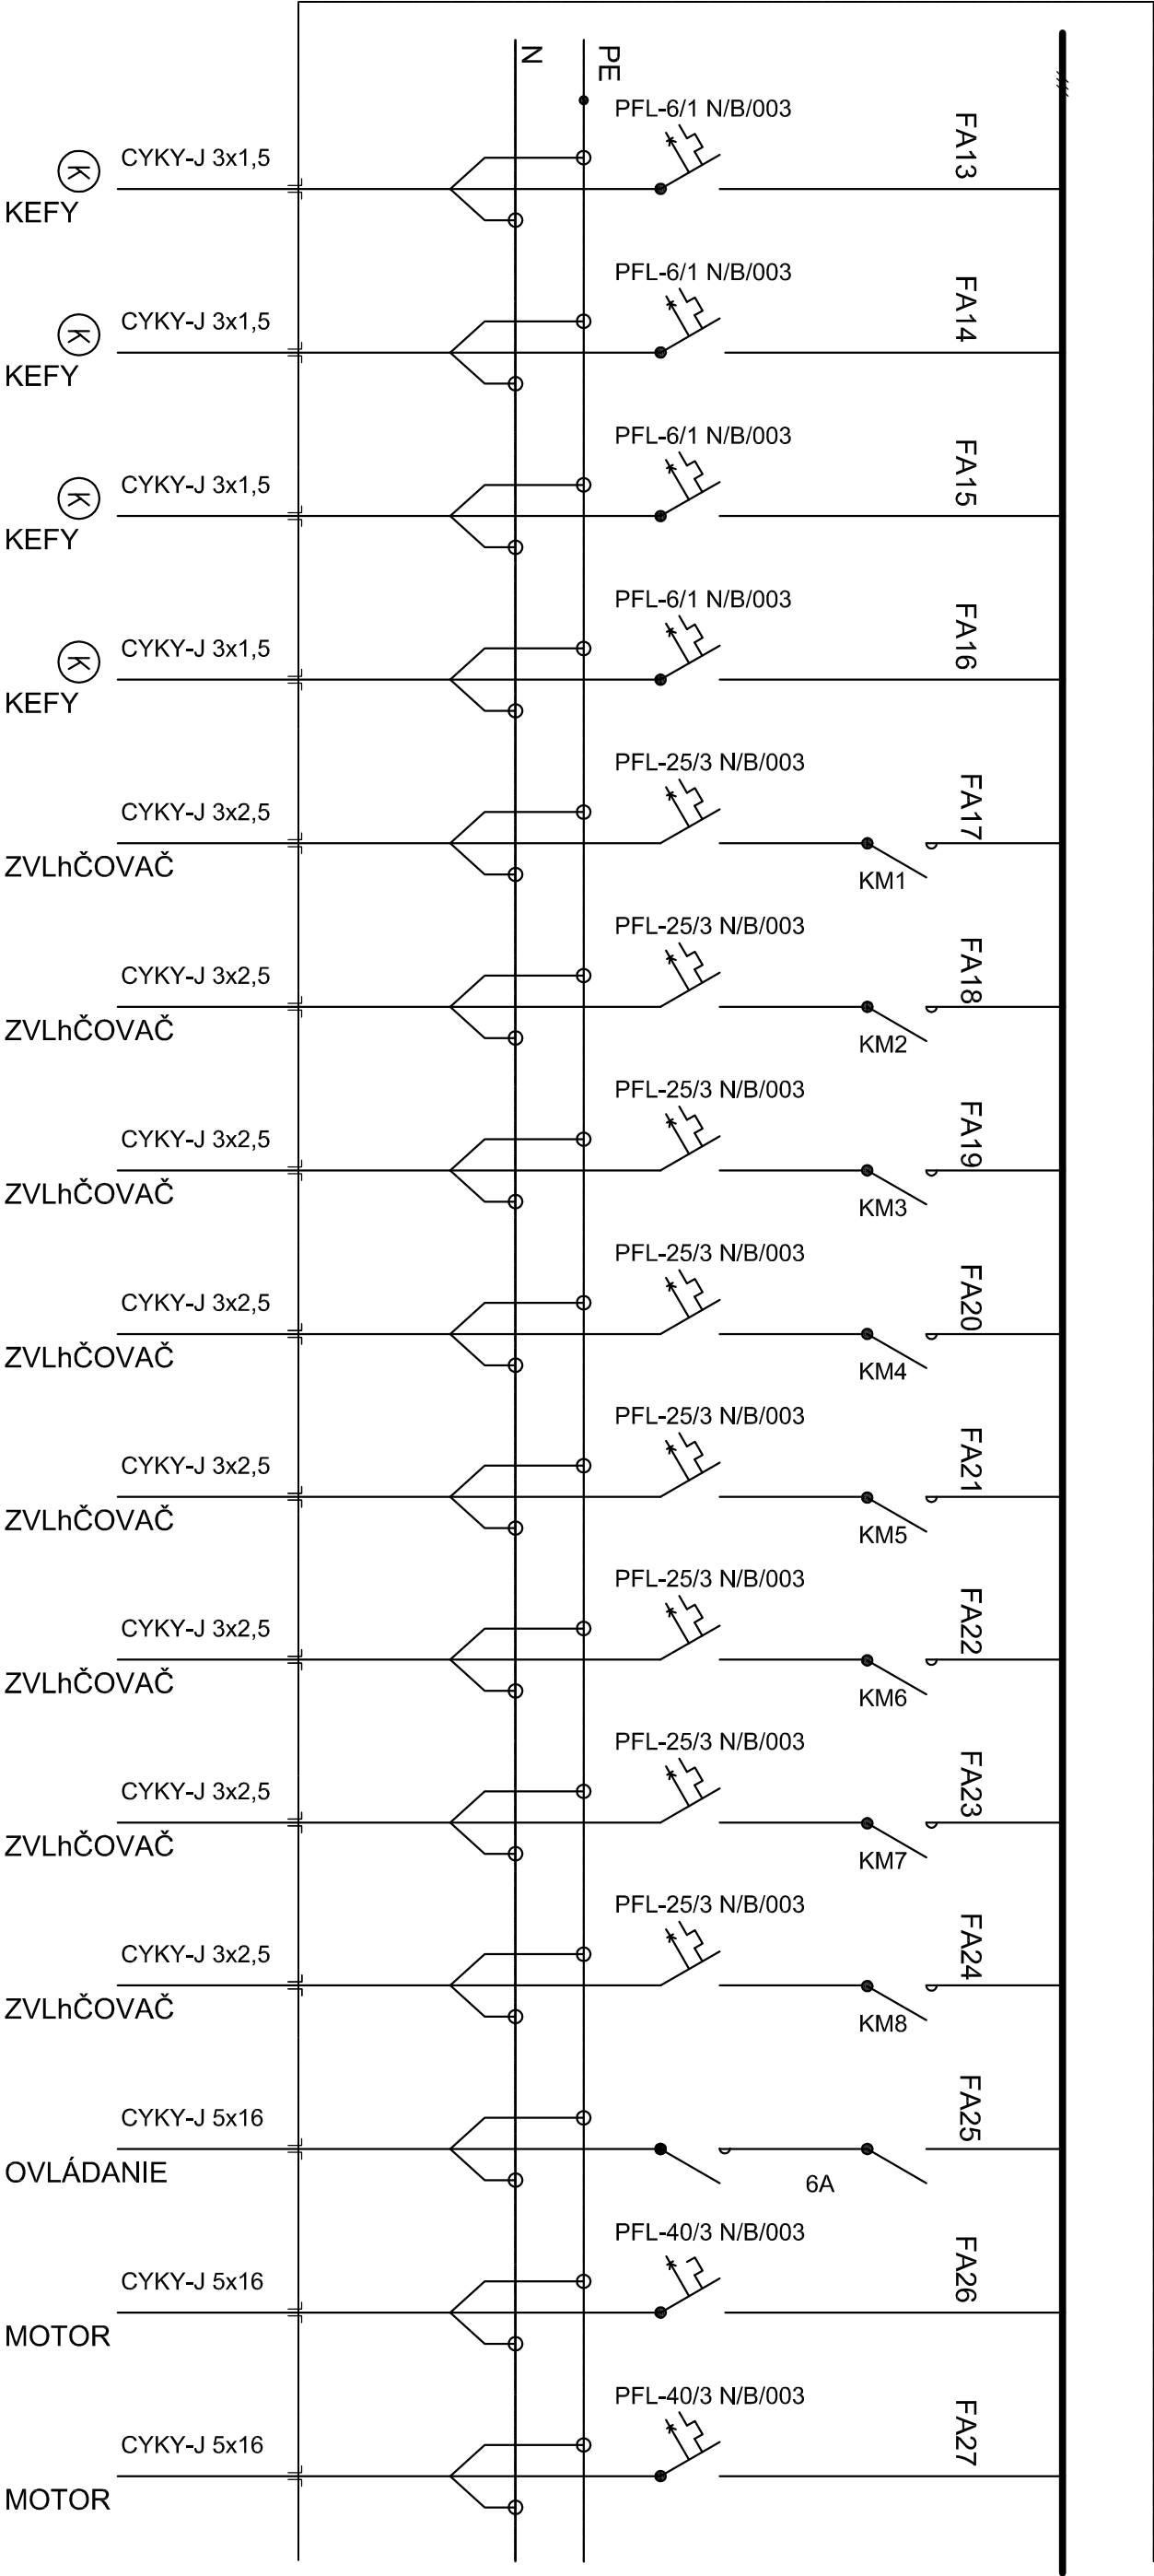 N
PE
PFL-6/1 N/B/003
FA13
CYKY-J 3x1,5
K
KEFY
PFL-6/1 N/B/003
FA14
CYKY-J 3x1,5
K
KEFY
PFL-6/1 N/B/003
FA15
CYKY-J 3x1,5
K
KEFY
PFL-6/1 N/B/003
FA16
CYKY-J 3x1,5
K
KEFY
PFL-25/3 N/B/003
FA17
CYKY-J 3x2,5
ZVLhČOVAČ
KM1
PFL-25/3 N/B/003
FA18
CYKY-J 3x2,5
ZVLhČOVAČ
KM2
PFL-25/3 N/B/003
FA19
CYKY-J 3x2,5
ZVLhČOVAČ
KM3
PFL-25/3 N/B/003
FA20
CYKY-J 3x2,5
ZVLhČOVAČ
KM4
PFL-25/3 N/B/003
FA21
CYKY-J 3x2,5
ZVLhČOVAČ
KM5
PFL-25/3 N/B/003
FA22
CYKY-J 3x2,5
ZVLhČOVAČ
KM6
PFL-25/3 N/B/003
FA23
CYKY-J 3x2,5
ZVLhČOVAČ
KM7
PFL-25/3 N/B/003
FA24
CYKY-J 3x2,5
ZVLhČOVAČ
KM8
FA25
CYKY-J 5x16
OVLÁDANIE
6A
PFL-40/3 N/B/003
FA26
CYKY-J 5x16
MOTOR
PFL-40/3 N/B/003
FA27
CYKY-J 5x16
MOTOR